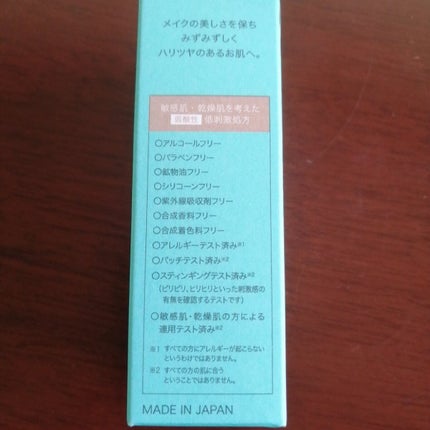 メイクの美しさを保ち
みずみずしく
ハリツヤのあるお肌へ。
敏感肌・乾燥肌を考えた
弱酸性 低刺激処方
○アルコールフリー
○パラベンフリー
○鉱物油フリー
○シリコーンフリー
○紫外線吸収剤フリー
○合成香料フリー
○合成着色料フリー
○アレルギーテスト済み※1
○パッチテスト済み※2
○スティンギングテスト済み※2
(ピリピリ、ヒリヒリといった刺激感の
有無を確認するテストです)
○敏感肌・乾燥肌の方による
連用テスト済み※2
※1 すべての方にアレルギーが起こらない
というわけではありません。
※2 すべての方の肌に合う
ということではありません。
MADE IN JAPAN